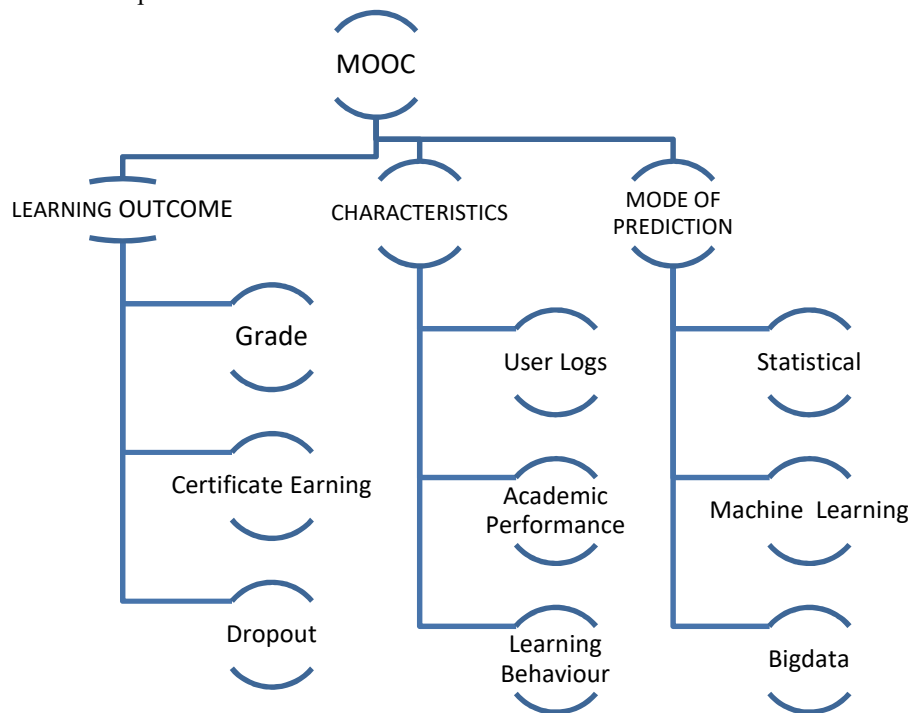 MOOC
LEARNING OUTCOME
Grade
Certificate Earning
Dropout
CHARACTERISTICS
User Logs
Academic
Performance
Learning
Behaviour
MODE OF
PREDICTION
Statistical
Machine Learning
Bigdata